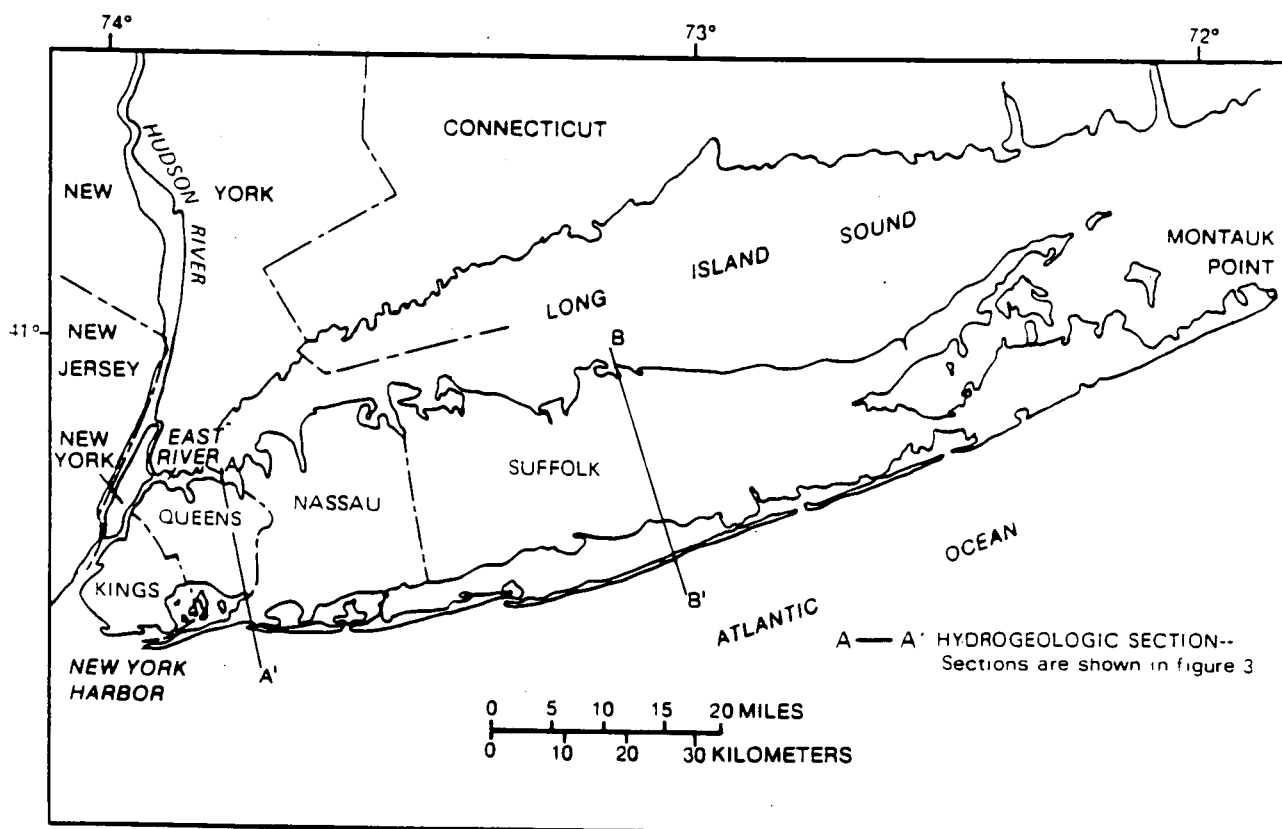 74°
73°
72°
CONNECTICUT
HUDSON
RIVER
NEW
YORK
LONG
ISLAND
SOUND
MONTAUK
POINT
41°
NEW
JERSEY
B
NEW
YORK
EAST
RIVER
A
SUFFOLK
NASSAU
QUEENS
KINGS
B'
OCEAN
ATLANTIC
A'
NEW YORK
HARBOR
A — A' HYDROGEOLOGIC SECTION--
Sections are shown in figure 3
0 5 10 15 20 MILES
0 10 20 30 KILOMETERS